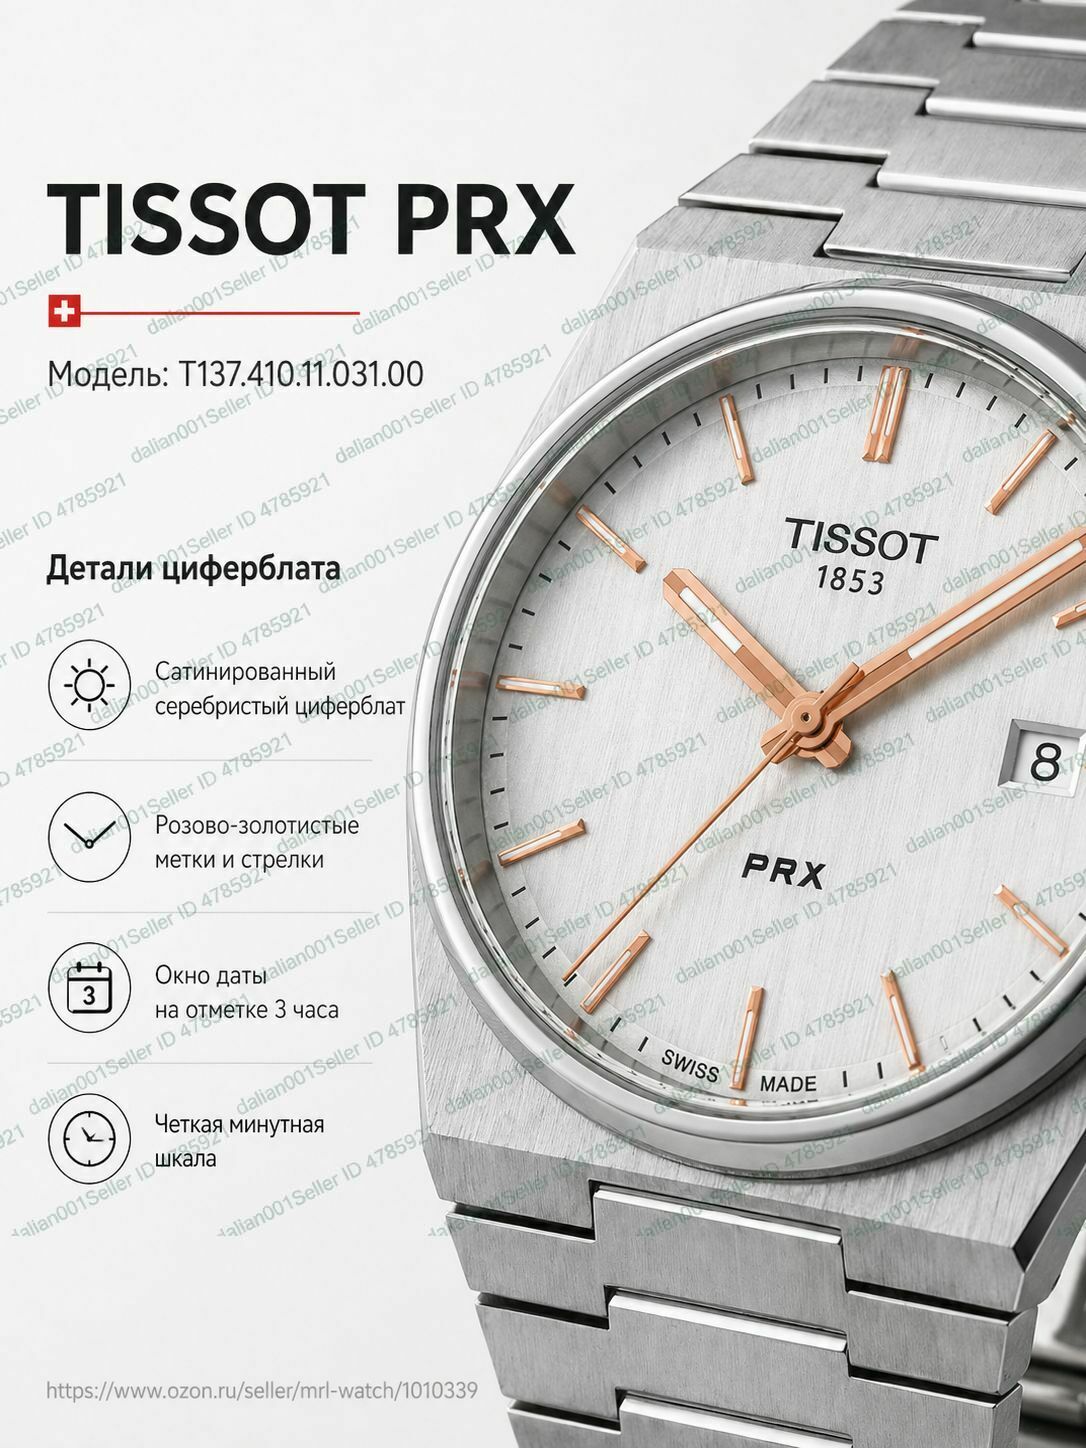 TISSOT PRX
Модель: T137.410.11.031.00
Детали циферблата
Сатинированный
серебристый циферблат
Розово-золотистые
метки и стрелки
3
Окно даты
на отметке 3 часа
Четкая минутная
шкала
https://www.ozon.ru/seller/mrl-watch/1010339
TISSOT
1853
8
PRX
SWISS MADE
dalian001Seller ID 4785921